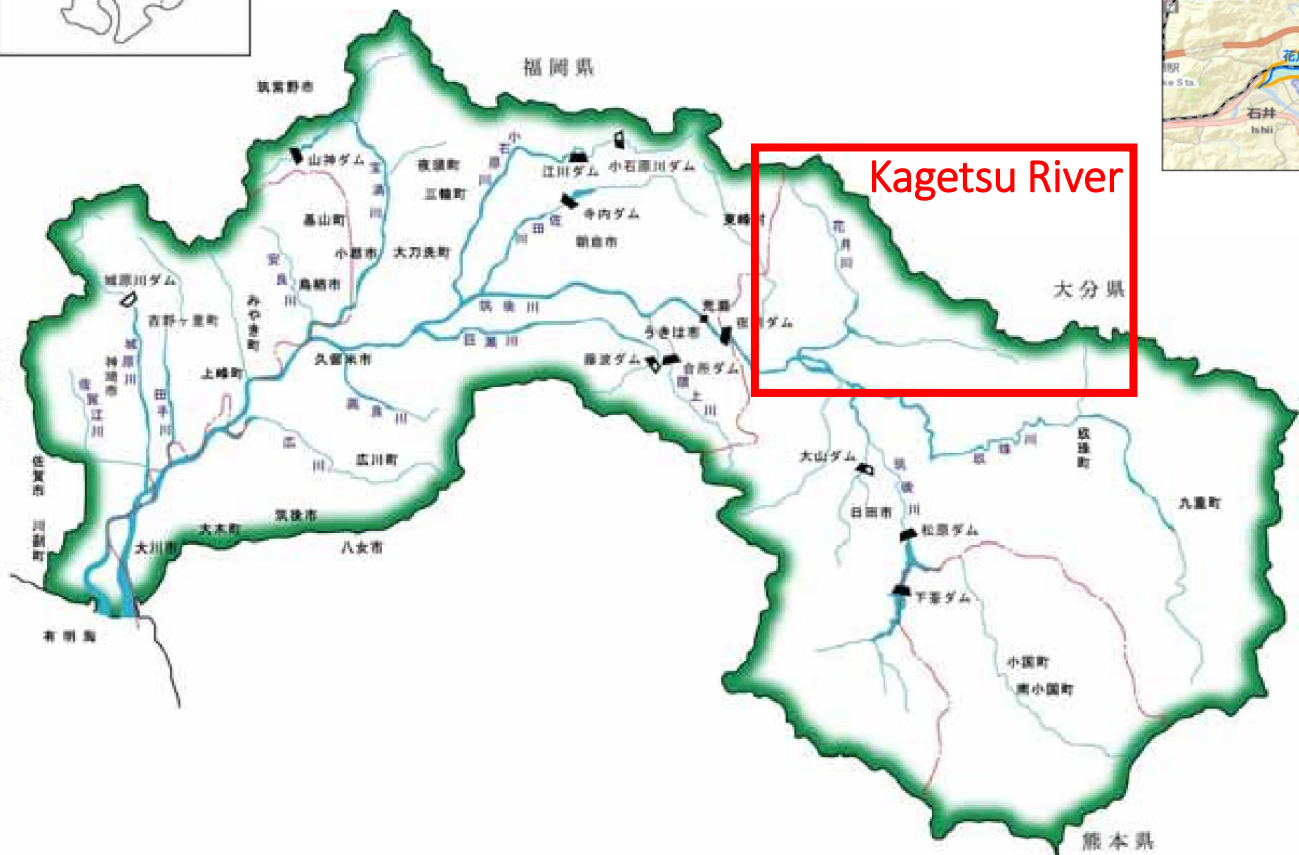 福岡県
筑紫野市
山神ダム
宝満川
夜須町
三輪町
小石原川
江川ダム
小石原川ダム
寺内ダム
佐田川
朝倉市
東峰村
Kagetsu River
花月川
大分県
基山町
小郡市
大刀洗町
安良川
鳥栖市
城原川ダム
吉野ヶ里町
みやき町
城原川
神埼市
佐賀江川
田手川
上峰町
久留米市
筑後川
巨瀬川
荒瀬
うきは市
夜明ダム
藤波ダム
合所ダム
隈上川
高良川
広川
広川町
佐賀市
川副町
大木町
筑後市
大川市
八女市
有明海
大山ダム
筑後川
日田市
玖珠川
玖珠町
九重町
松原ダム
下筌ダム
小国町
南小国町
熊本県
石井
Ishii
ke Sta.